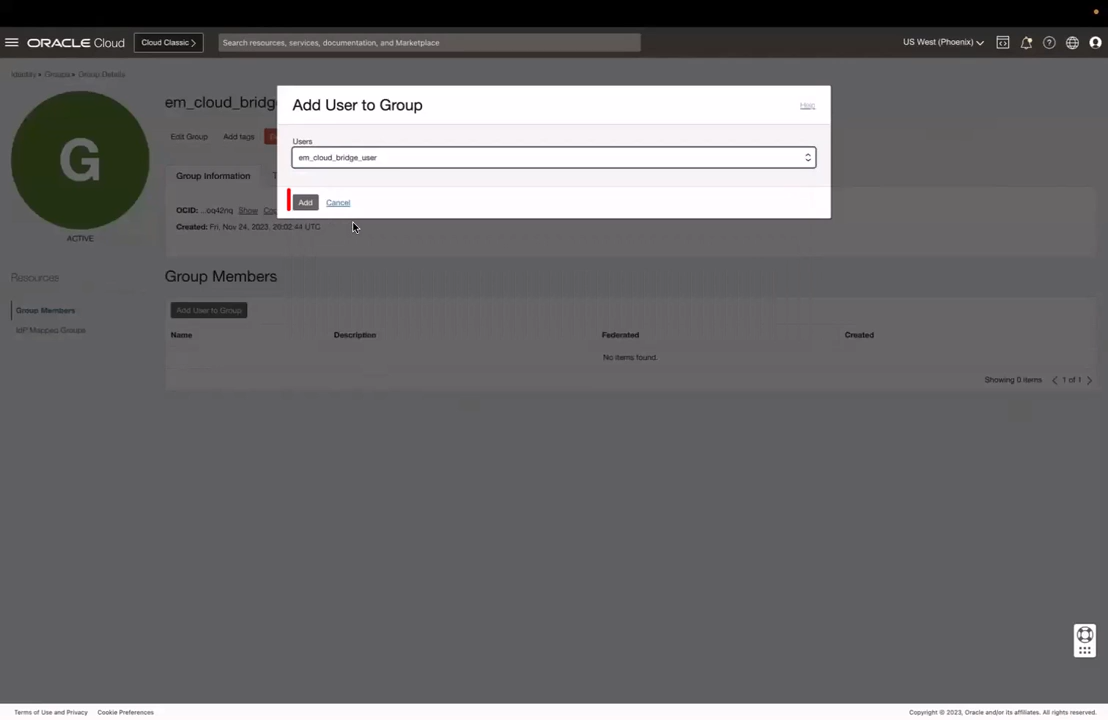 ORACLE Cloud
Cloud Classic
Search resources, services, documentation, and Marketplace
US West (Phoenix)
Identity » Groups » Group Details
G
ACTIVE
em_cloud_bridge
Edit Group
Add tags
Add User to Group
Help
Users
em_cloud_bridge_user
Add
Cancel
Group Information
OCID: ...oq42nq Show
Created: Fri, Nov 24, 2023, 20:02:44 UTC
Resources
Group Members
IdP Mapped Groups
Group Members
Add User to Group
Name Description Federated Created
No items found.
Showing 0 items < 1 of 1 >
Terms of Use and Privacy Cookie Preferences
Copyright © 2023, Oracle and/or its affiliates. All rights reserved.